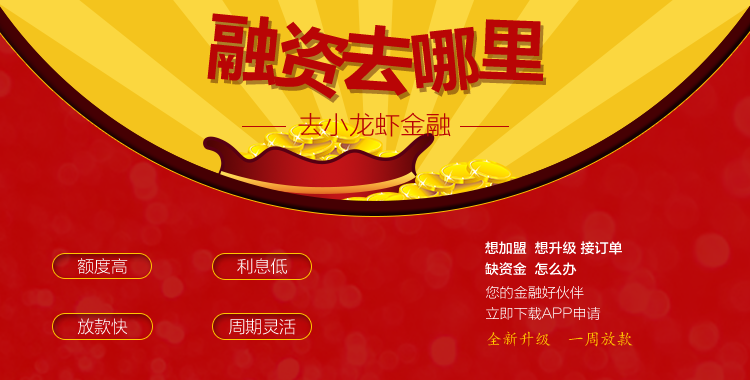 融资去哪里
去小龙虾金融
额度高
利息低
放款快
周期灵活
想加盟 想升级 接订单
缺资金 怎么办
您的金融好伙伴
立即下载APP申请
全新升级 一周放款